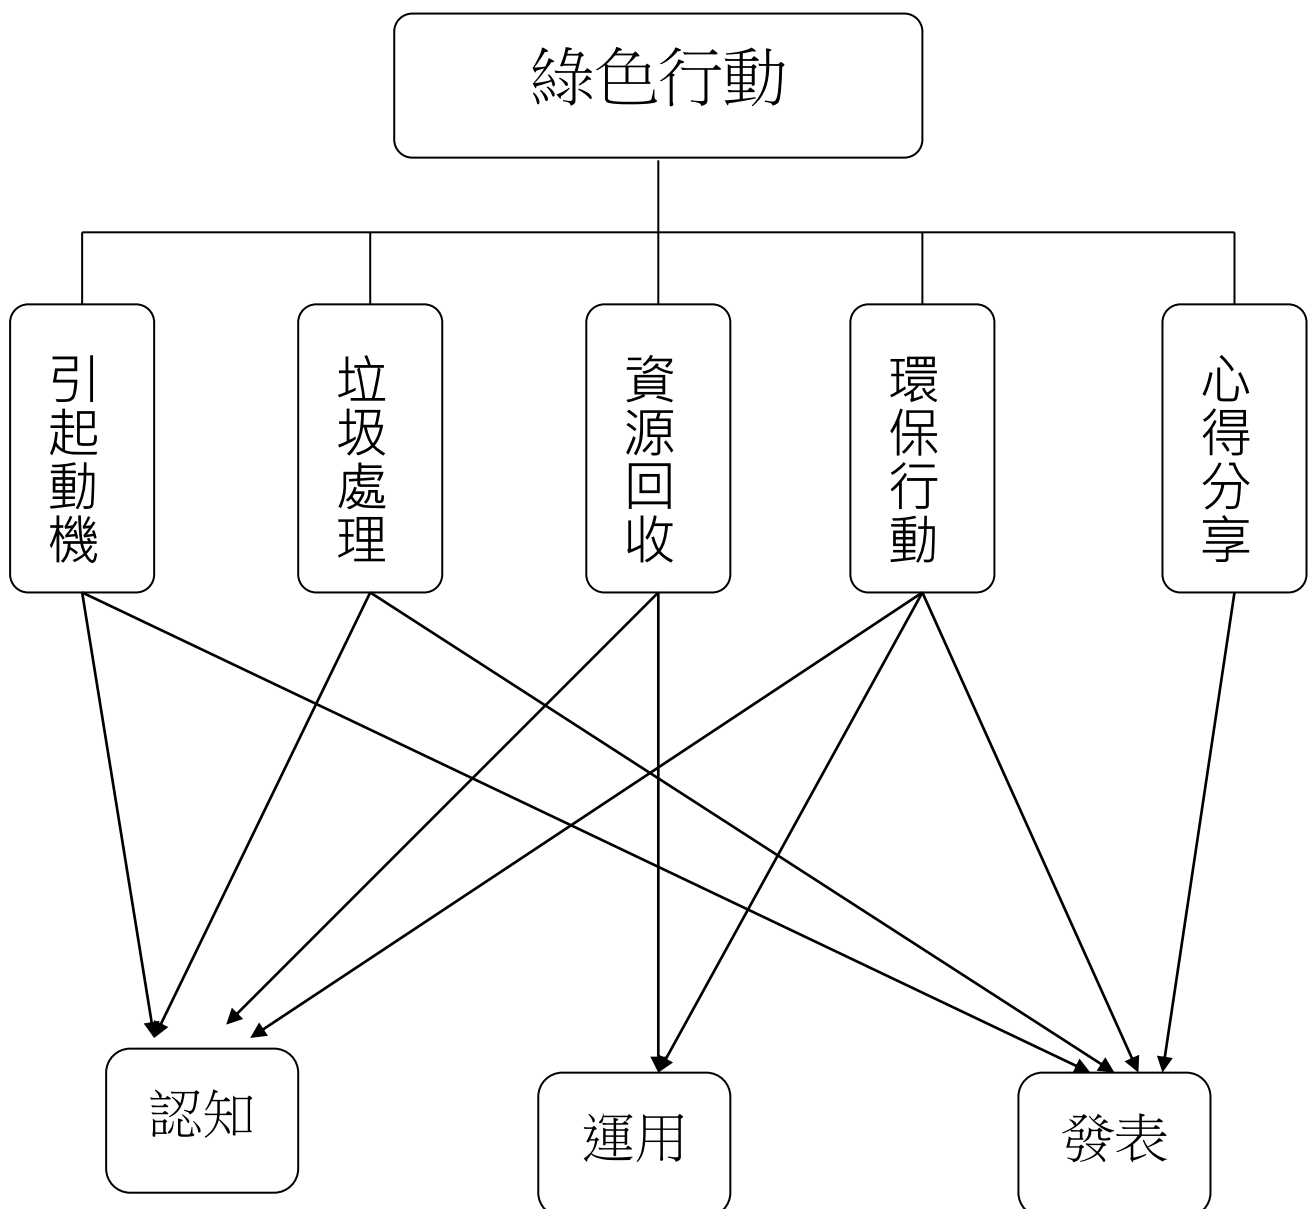 綠色行動
引起動機
垃圾處理
資源回收
環保行動
心得分享
認知
運用
發表